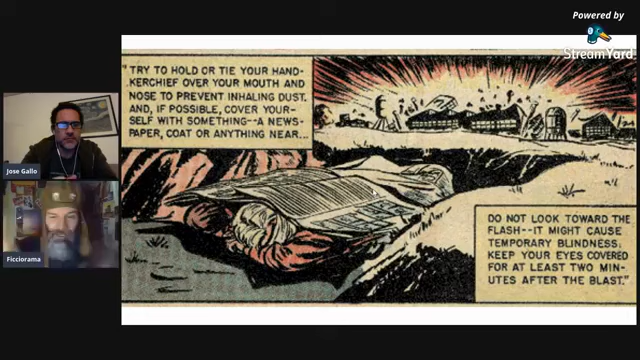 Powered by
StreamYard
"TRY TO HOLD OR TIE YOUR HAND-
KERCHIEF OVER YOUR MOUTH AND
NOSE TO PREVENT INHALING DUST.
AND, IF POSSIBLE, COVER YOUR-
SELF WITH SOMETHING--A NEWS-
PAPER, COAT OR ANYTHING NEAR...
Jose Gallo
Ficciorama
DO NOT LOOK TOWARD THE
FLASH--IT MIGHT CAUSE
TEMPORARY BLINDNESS.
KEEP YOUR EYES COVERED
FOR AT LEAST TWO MIN-
UTES AFTER THE BLAST."